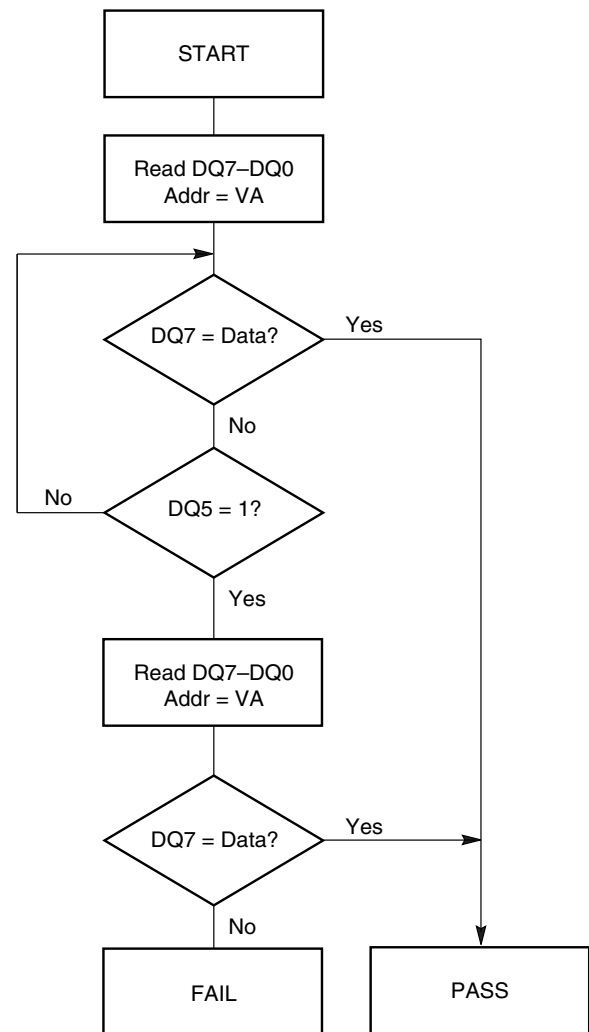 START
Read DQ7–DQ0
Addr = VA
DQ7 = Data?
Yes
No
DQ5 = 1?
No
Yes
Read DQ7–DQ0
Addr = VA
DQ7 = Data?
Yes
No
FAIL
PASS